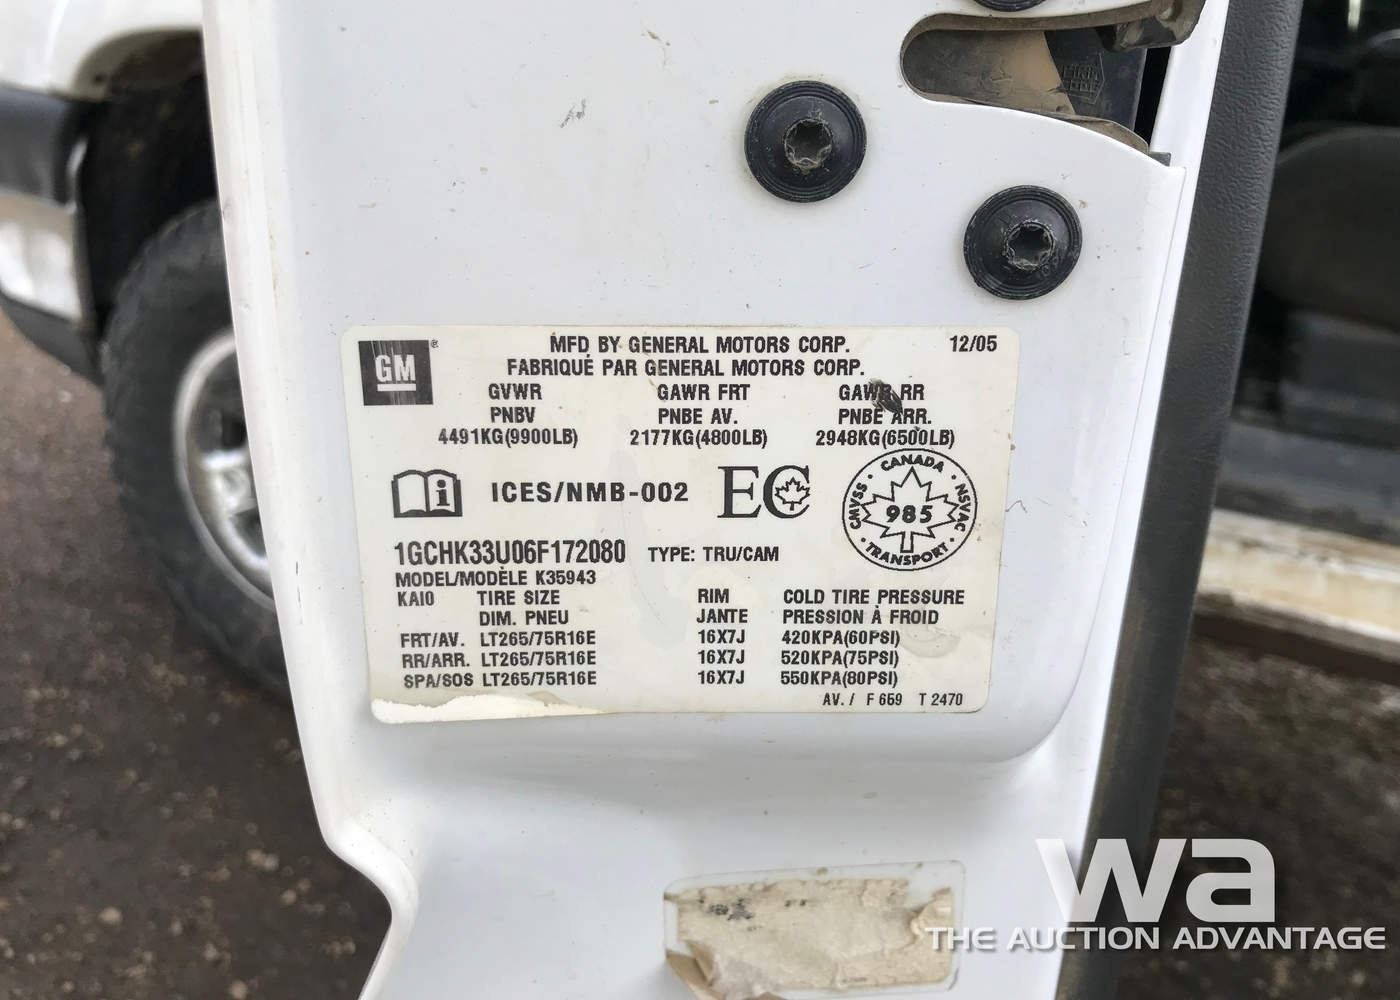 GM® MFD BY GENERAL MOTORS CORP. 12/05
FABRIQUÉ PAR GENERAL MOTORS CORP.
GVWR GAWR FRT GAWR RR
PNBV PNBE AV. PNBE ARR.
4491KG(9900LB) 2177KG(4800LB) 2948KG(6500LB)
ICES/NMB-002 EC
CANADA
CMVSS 985 NSVAC
TRANSPORT
1GCHK33U06F172080 TYPE: TRU/CAM
MODEL/MODÈLE K35943
KAI0 TIRE SIZE RIM COLD TIRE PRESSURE
DIM. PNEU JANTE PRESSION À FROID
FRT/AV. LT265/75R16E 16X7J 420KPA(60PSI)
RR/ARR. LT265/75R16E 16X7J 520KPA(75PSI)
SPA/SOS LT265/75R16E 16X7J 550KPA(80PSI)
AV. / F 669 T 2470
wa
THE AUCTION ADVANTAGE